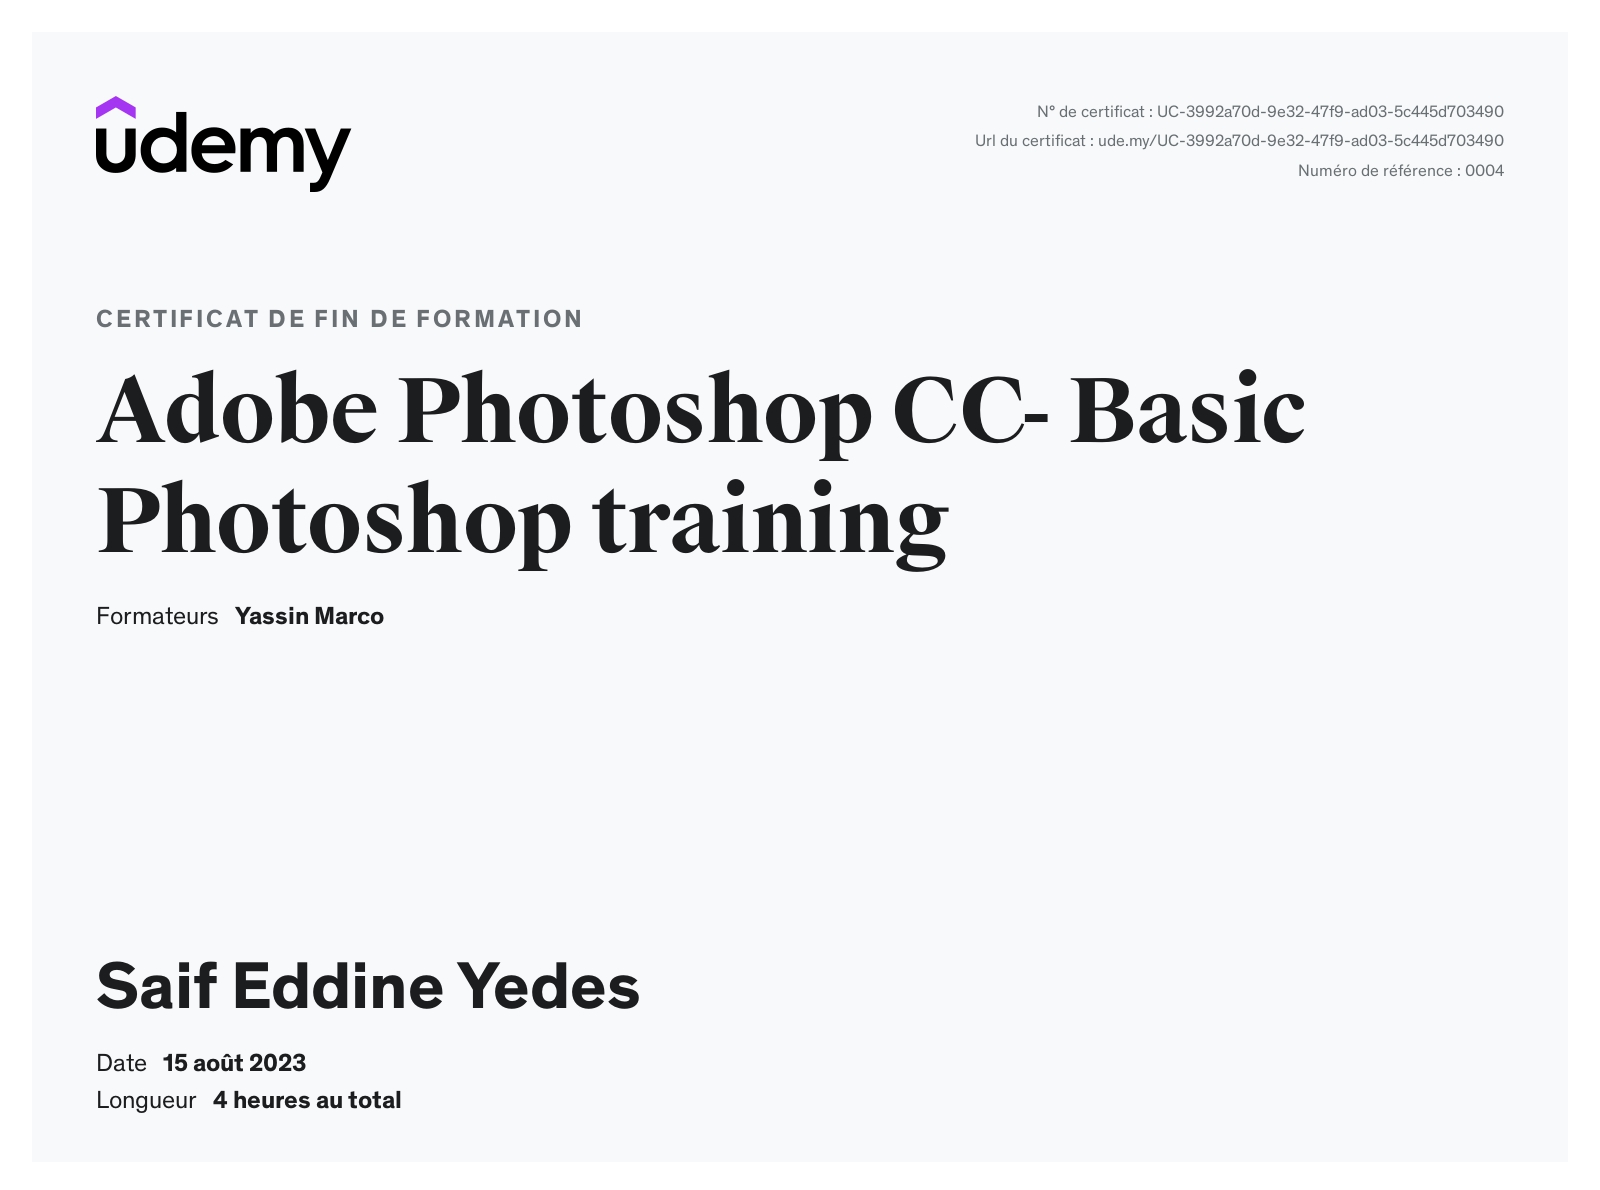 udemy
N° de certificat : UC-3992a70d-9e32-47f9-ad03-5c445d703490
Url du certificat : ude.my/UC-3992a70d-9e32-47f9-ad03-5c445d703490
Numéro de référence : 0004
CERTIFICAT DE FIN DE FORMATION
Adobe Photoshop CC- Basic
Photoshop training
Formateurs Yassin Marco
Saif Eddine Yedes
Date 15 août 2023
Longueur 4 heures au total